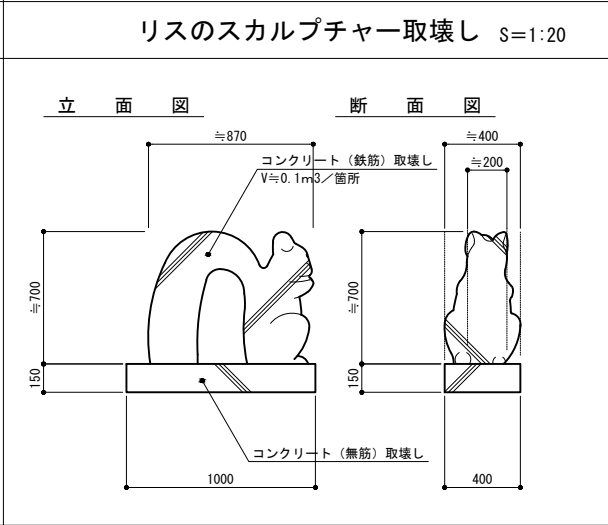 リスのスカルプチャー取壊し S=1:20
立面図
断面図
≒870
≒400
コンクリート（鉄筋）取壊し
V≒0.1m3／箇所
≒200
≒700
≒700
150
150
コンクリート（無筋）取壊し
1000
400